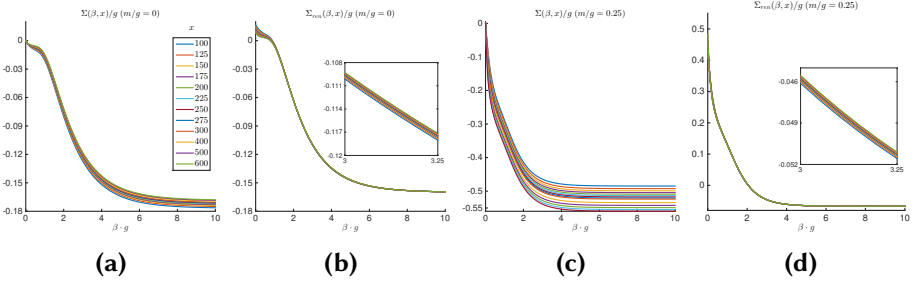 Σ(β, x)/g (m/g = 0)
0
-0.03
-0.06
-0.09
-0.12
-0.15
-0.18
0 2 4 6 8 10
β · g
x
100
125
150
175
200
225
250
275
300
400
500
600
(a)
Σren(β, x)/g (m/g = 0)
0
-0.03
-0.06
-0.09
-0.12
-0.15
-0.18
0 2 4 6 8 10
β · g
-0.108
-0.111
-0.114
-0.117
-0.12
3 3.25
(b)
Σ(β, x)/g (m/g = 0.25)
0
-0.1
-0.2
-0.3
-0.4
-0.5
-0.55
0 2 4 6 8 10
β · g
(c)
Σren(β, x)/g (m/g = 0.25)
0.5
0.4
0.3
0.2
0.1
0
0 2 4 6 8 10
β · g
-0.046
-0.049
-0.052
3 3.25
(d)